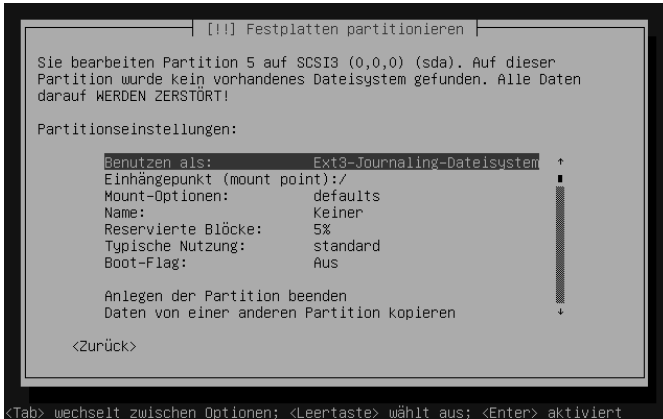 [!!] Festplatten partitionieren
Sie bearbeiten Partition 5 auf SCSI3 (0,0,0) (sda). Auf dieser
Partition wurde kein vorhandenes Dateisystem gefunden. Alle Daten
darauf WERDEN ZERSTÖRT!
Partitionseinstellungen:
Benutzen als: Ext3-Journaling-Dateisystem
Einhängepunkt (mount point):/
Mount-Optionen: defaults
Name: Keiner
Reservierte Blöcke: 5%
Typische Nutzung: standard
Boot-Flag: Aus
Anlegen der Partition beenden
Daten von einer anderen Partition kopieren
<Zurück>
<Tab> wechselt zwischen Optionen; <Leertaste> wählt aus; <Enter> aktiviert